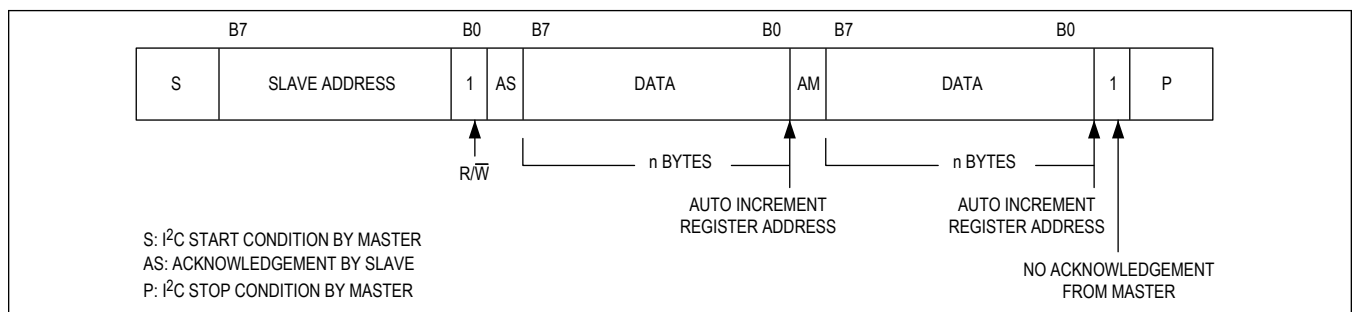 B7 B0 B7 B0 B7 B0
S SLAVE ADDRESS 1 AS DATA AM DATA 1 P
R/W̅
n BYTES n BYTES
AUTO INCREMENT
REGISTER ADDRESS
AUTO INCREMENT
REGISTER ADDRESS
NO ACKNOWLEDGEMENT
FROM MASTER
S: I²C START CONDITION BY MASTER
AS: ACKNOWLEDGEMENT BY SLAVE
P: I²C STOP CONDITION BY MASTER